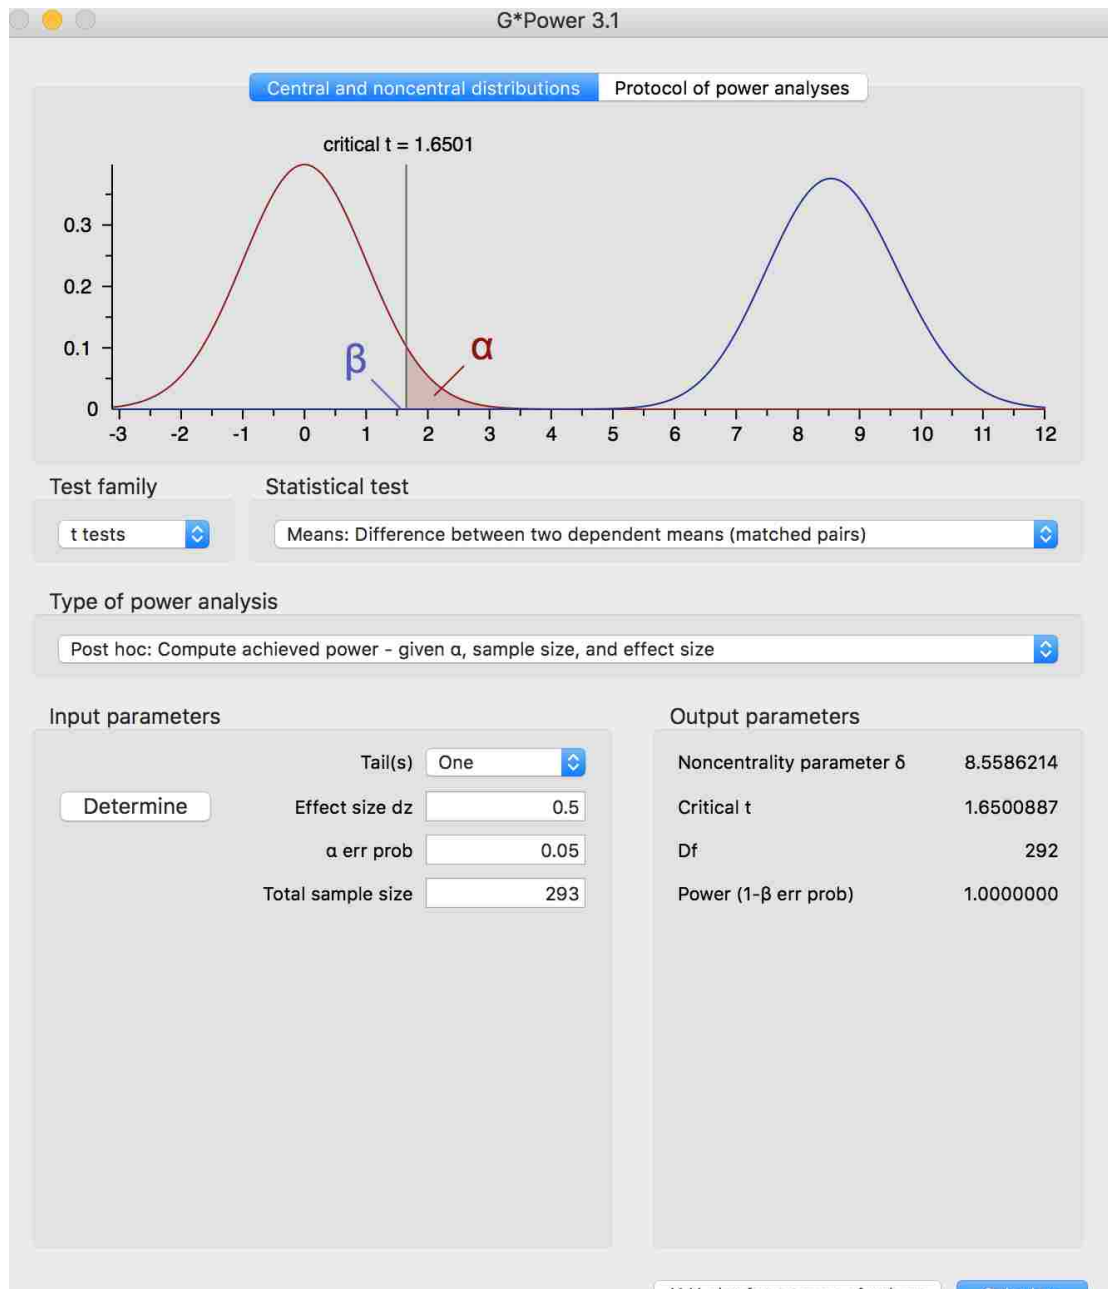 G*Power 3.1
Central and noncentral distributions Protocol of power analyses
critical t = 1.6501
0.3
0.2
0.1
0
β
α
-3 -2 -1 0 1 2 3 4 5 6 7 8 9 10 11 12
Test family Statistical test
t tests Means: Difference between two dependent means (matched pairs)
Type of power analysis
Post hoc: Compute achieved power - given α, sample size, and effect size
Input parameters Output parameters
Tail(s) One Noncentrality parameter δ 8.5586214
Determine Effect size dz 0.5 Critical t 1.6500887
α err prob 0.05 Df 292
Total sample size 293 Power (1-β err prob) 1.0000000